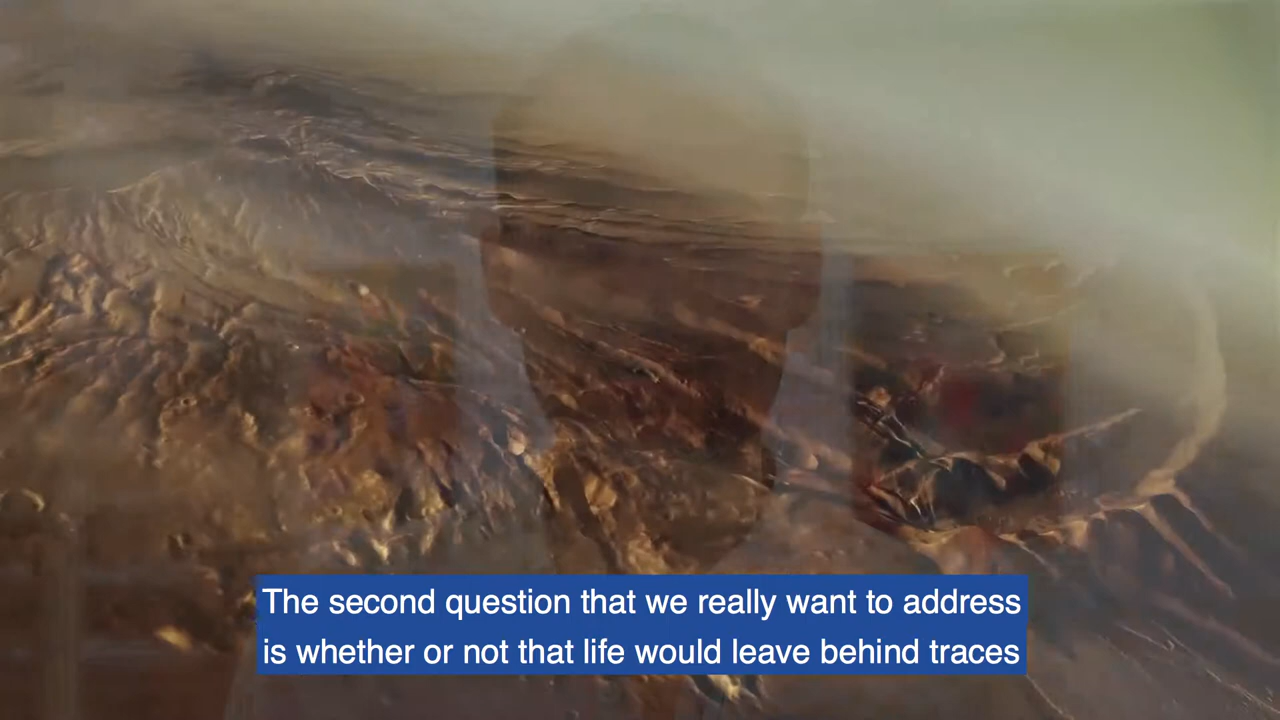 The second question that we really want to address
is whether or not that life would leave behind traces